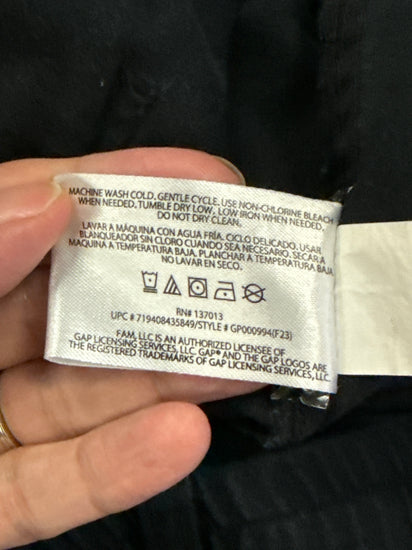 MACHINE WASH COLD, GENTLE CYCLE. USE NON-CHLORINE BLEACH
WHEN NEEDED, TUMBLE DRY LOW, LOW IRON WHEN NEEDED.
DO NOT DRY CLEAN.
LAVAR A MÁQUINA CON AGUA FRÍA. CICLO DELICADO. USAR
BLANQUEADOR SIN CLORO CUANDO SEA NECESARIO. SECAR A
MAQUINA A TEMPERATURA BAJA, PLANCHAR A TEMPERATURA BAJA.
NO LAVAR EN SECO.
RN# 137013
UPC # 719408435849/STYLE # GP000994(F23)
FAM, LLC IS AN AUTHORIZED LICENSEE OF
GAP LICENSING SERVICES, LLC. GAP® AND THE GAP LOGOS ARE
THE REGISTERED TRADEMARKS OF GAP LICENSING SERVICES, LLC.